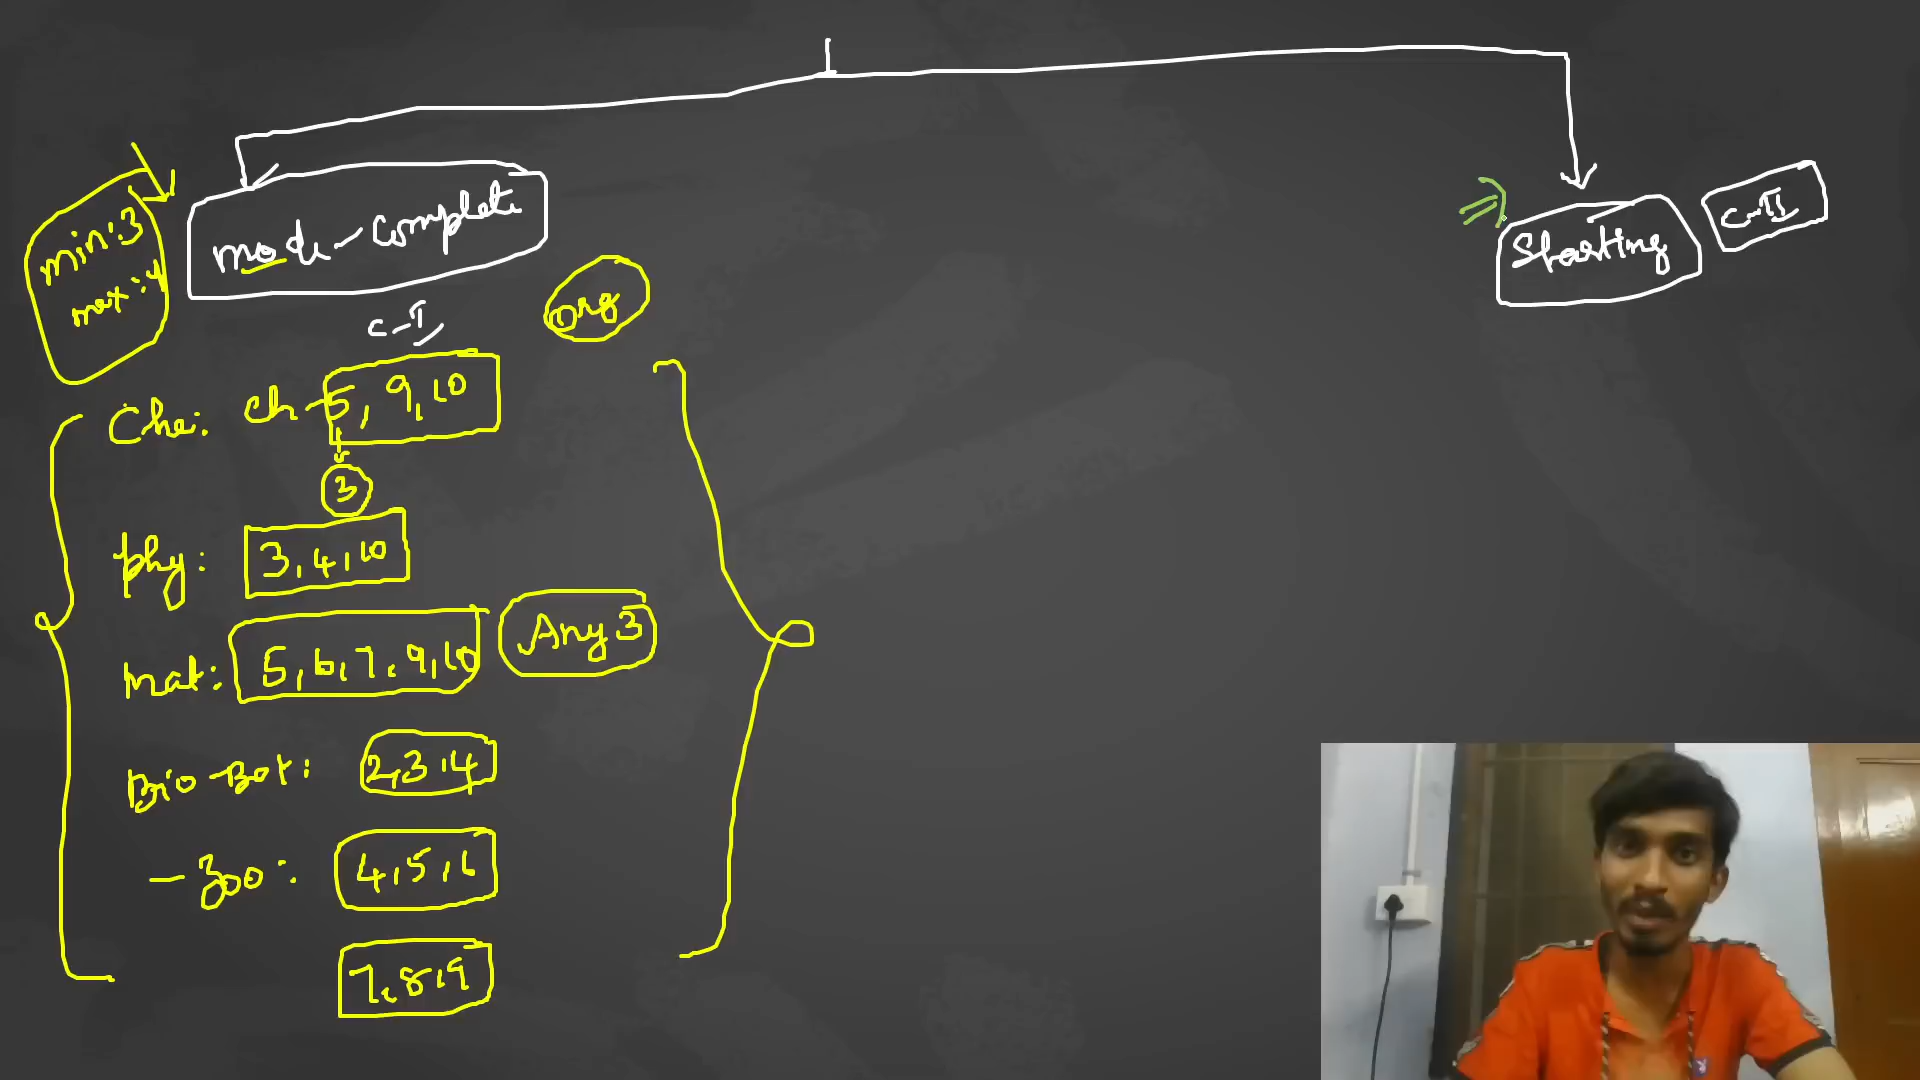 min:3
max:4
mode-complete
C-I
org
Starting
C-II
Che: ch-5, 9, 10
3
phy: 3, 4, 10
mat: 5, 6, 7, 9, 10
Any 3
Bio-Bot: 2, 3, 4
-zoo: 4, 5, 6
7, 8, 9